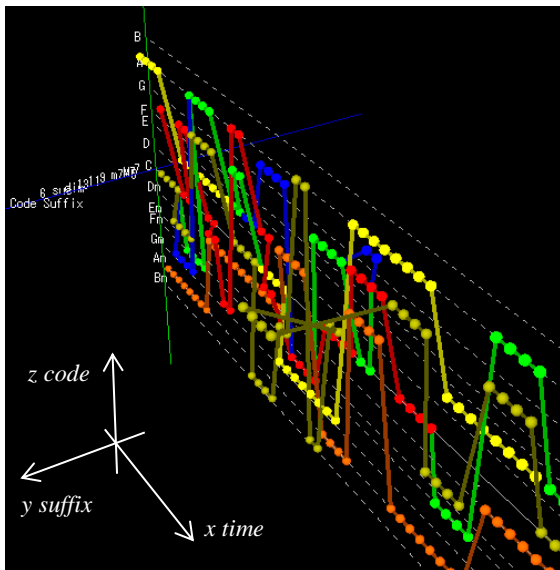 B
A
G
F
E
D
C
Dm
Em
Fm
Gm
Am
Bm
Code Suffix
z code
y suffix
x time